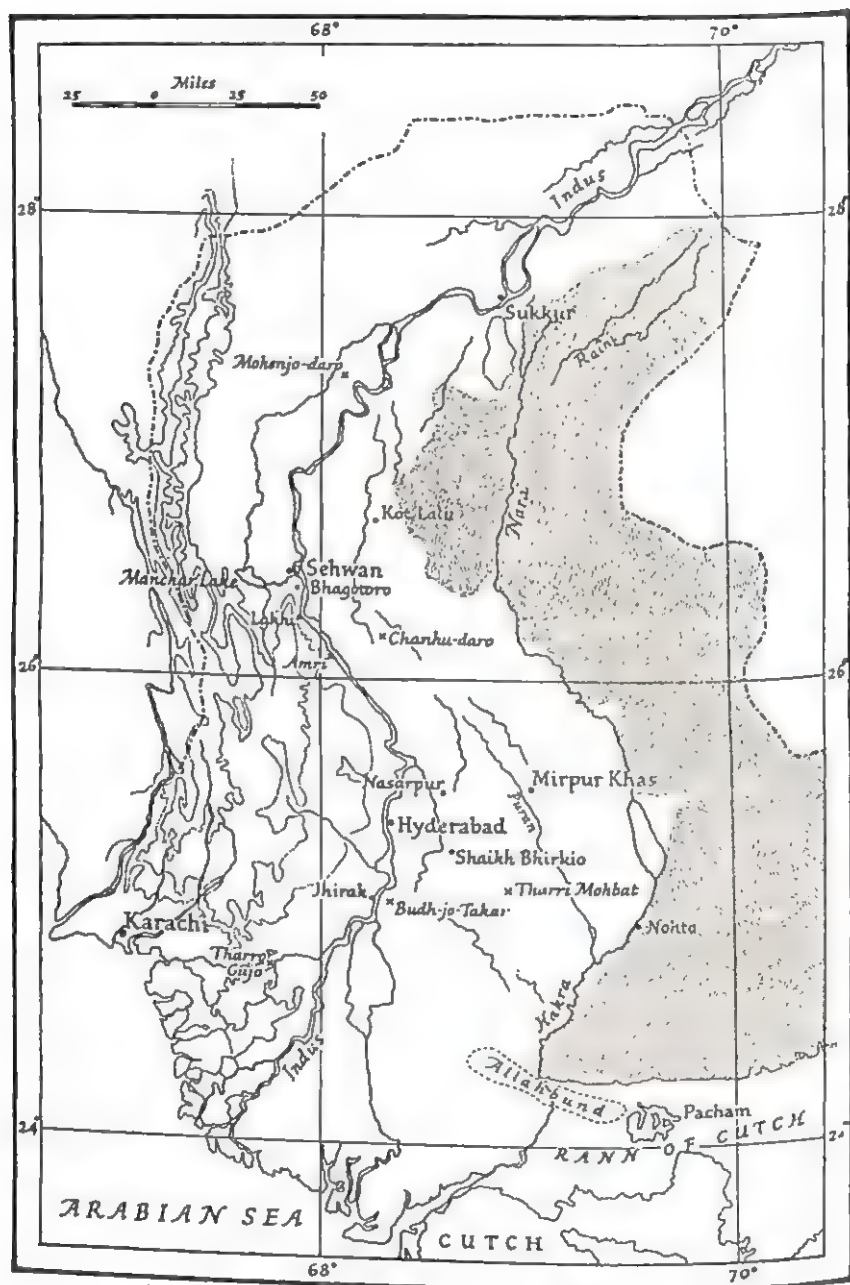 68°
70°
Miles
25 0 25 50
Indus
28°
28°
Sukkur
Raini
Mohenjo-daro
Nara
Kot Lalu
Sehwan
Manchar Lake
Bhagotoro
Lakhi
Chanhu-daro
Amri
26°
26°
Nasarpur
Mirpur Khas
Puran
Hyderabad
Shaikh Bhirkio
Jhirak
Tharri Mohbat
Budh-jo-Takar
Karachi
Nohto
Tharro
Gujo
Hakra
Indus
Allahbund
Pacham
24°
24°
RANN OF CUTCH
ARABIAN SEA
CUTCH
68°
70°